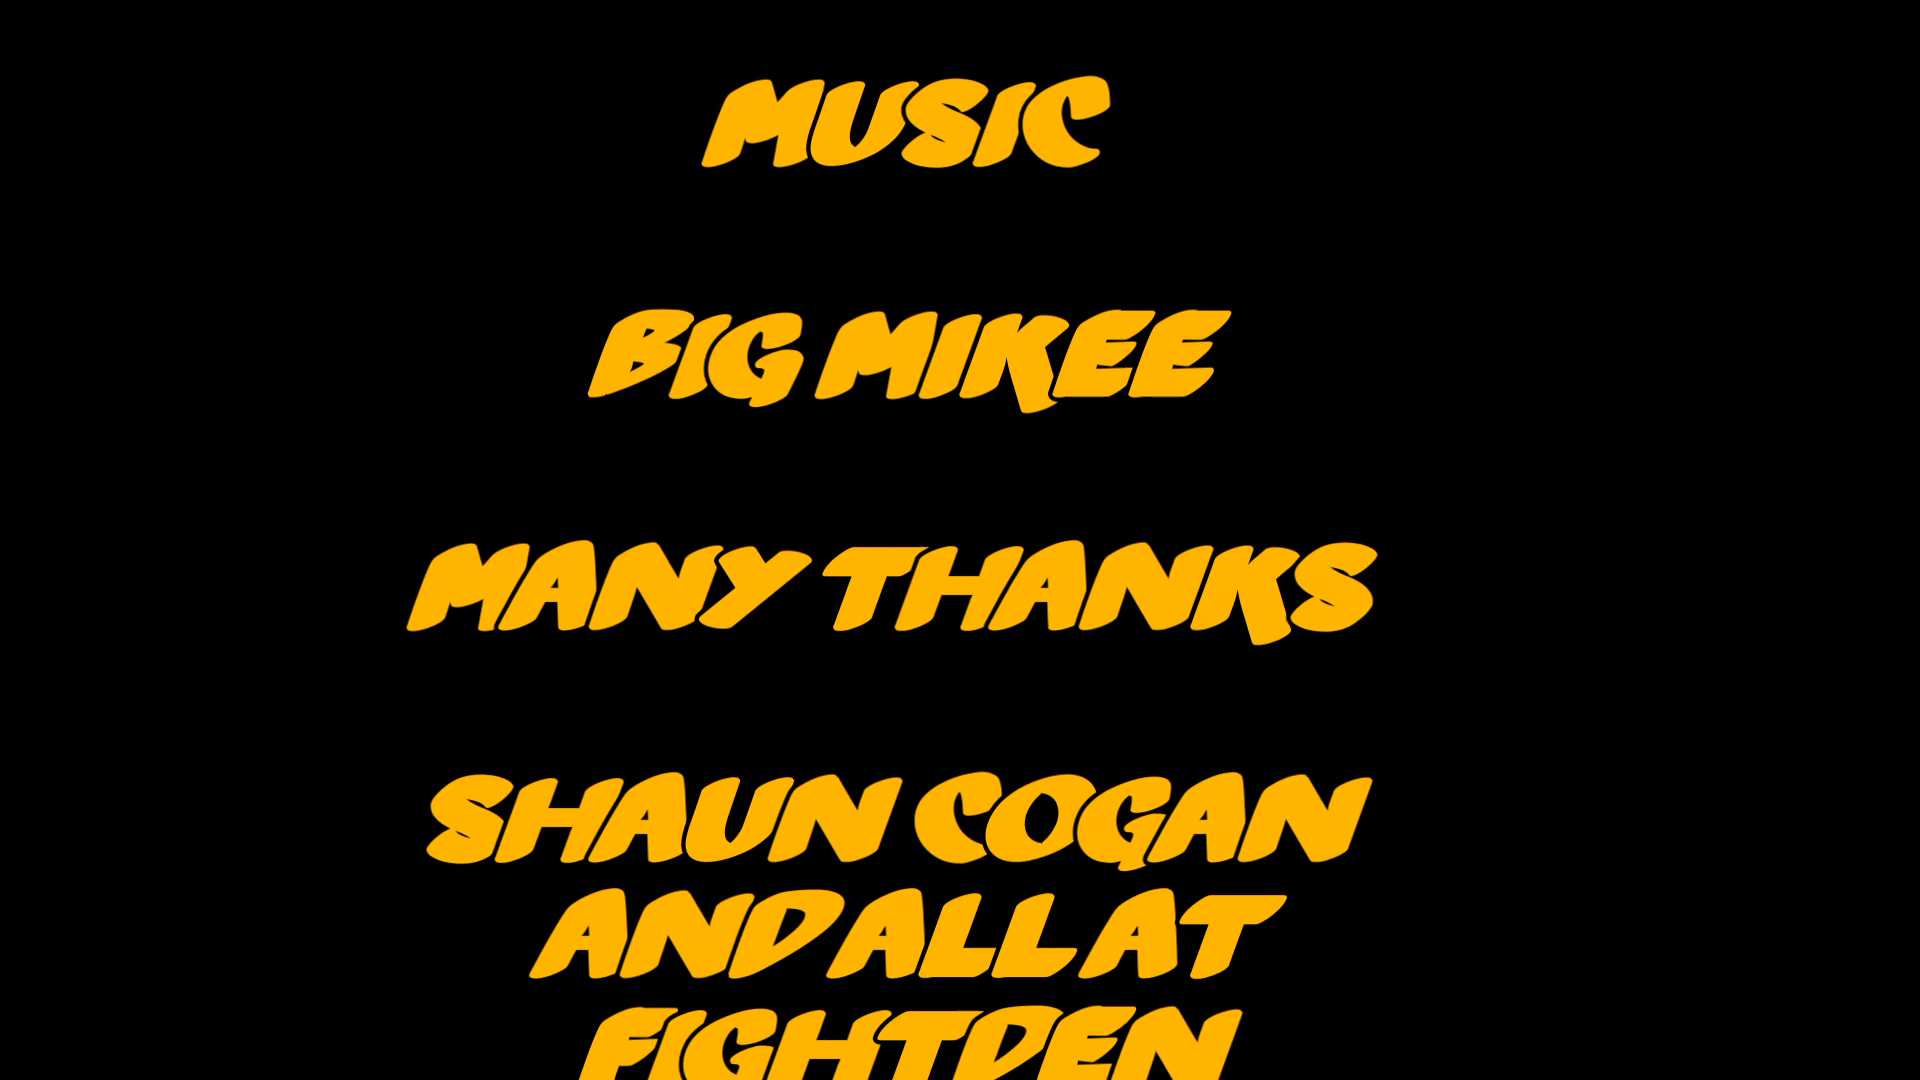 MUSIC
BIG MIKEE
MANY THANKS
SHAUN COGAN
AND ALL AT
FIGHTDEN